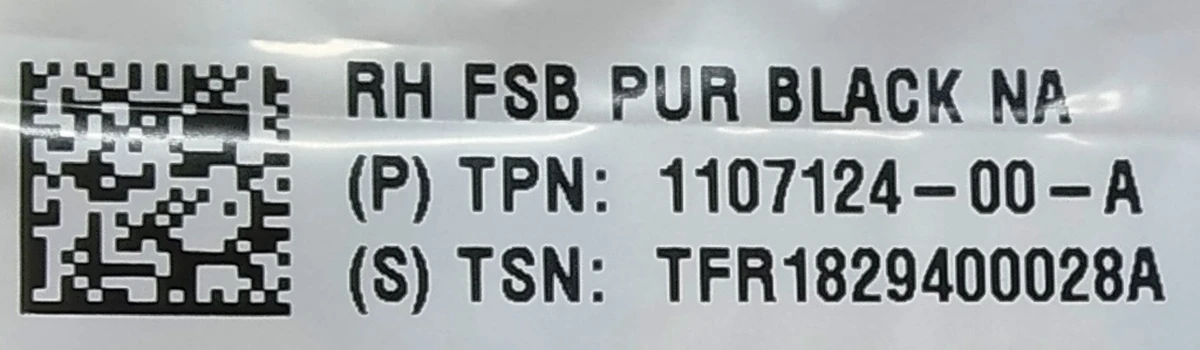 RH FSB PUR BLACK NA
(P) TPN: 1107124-00-A
(S) TSN: TFR1829400028A